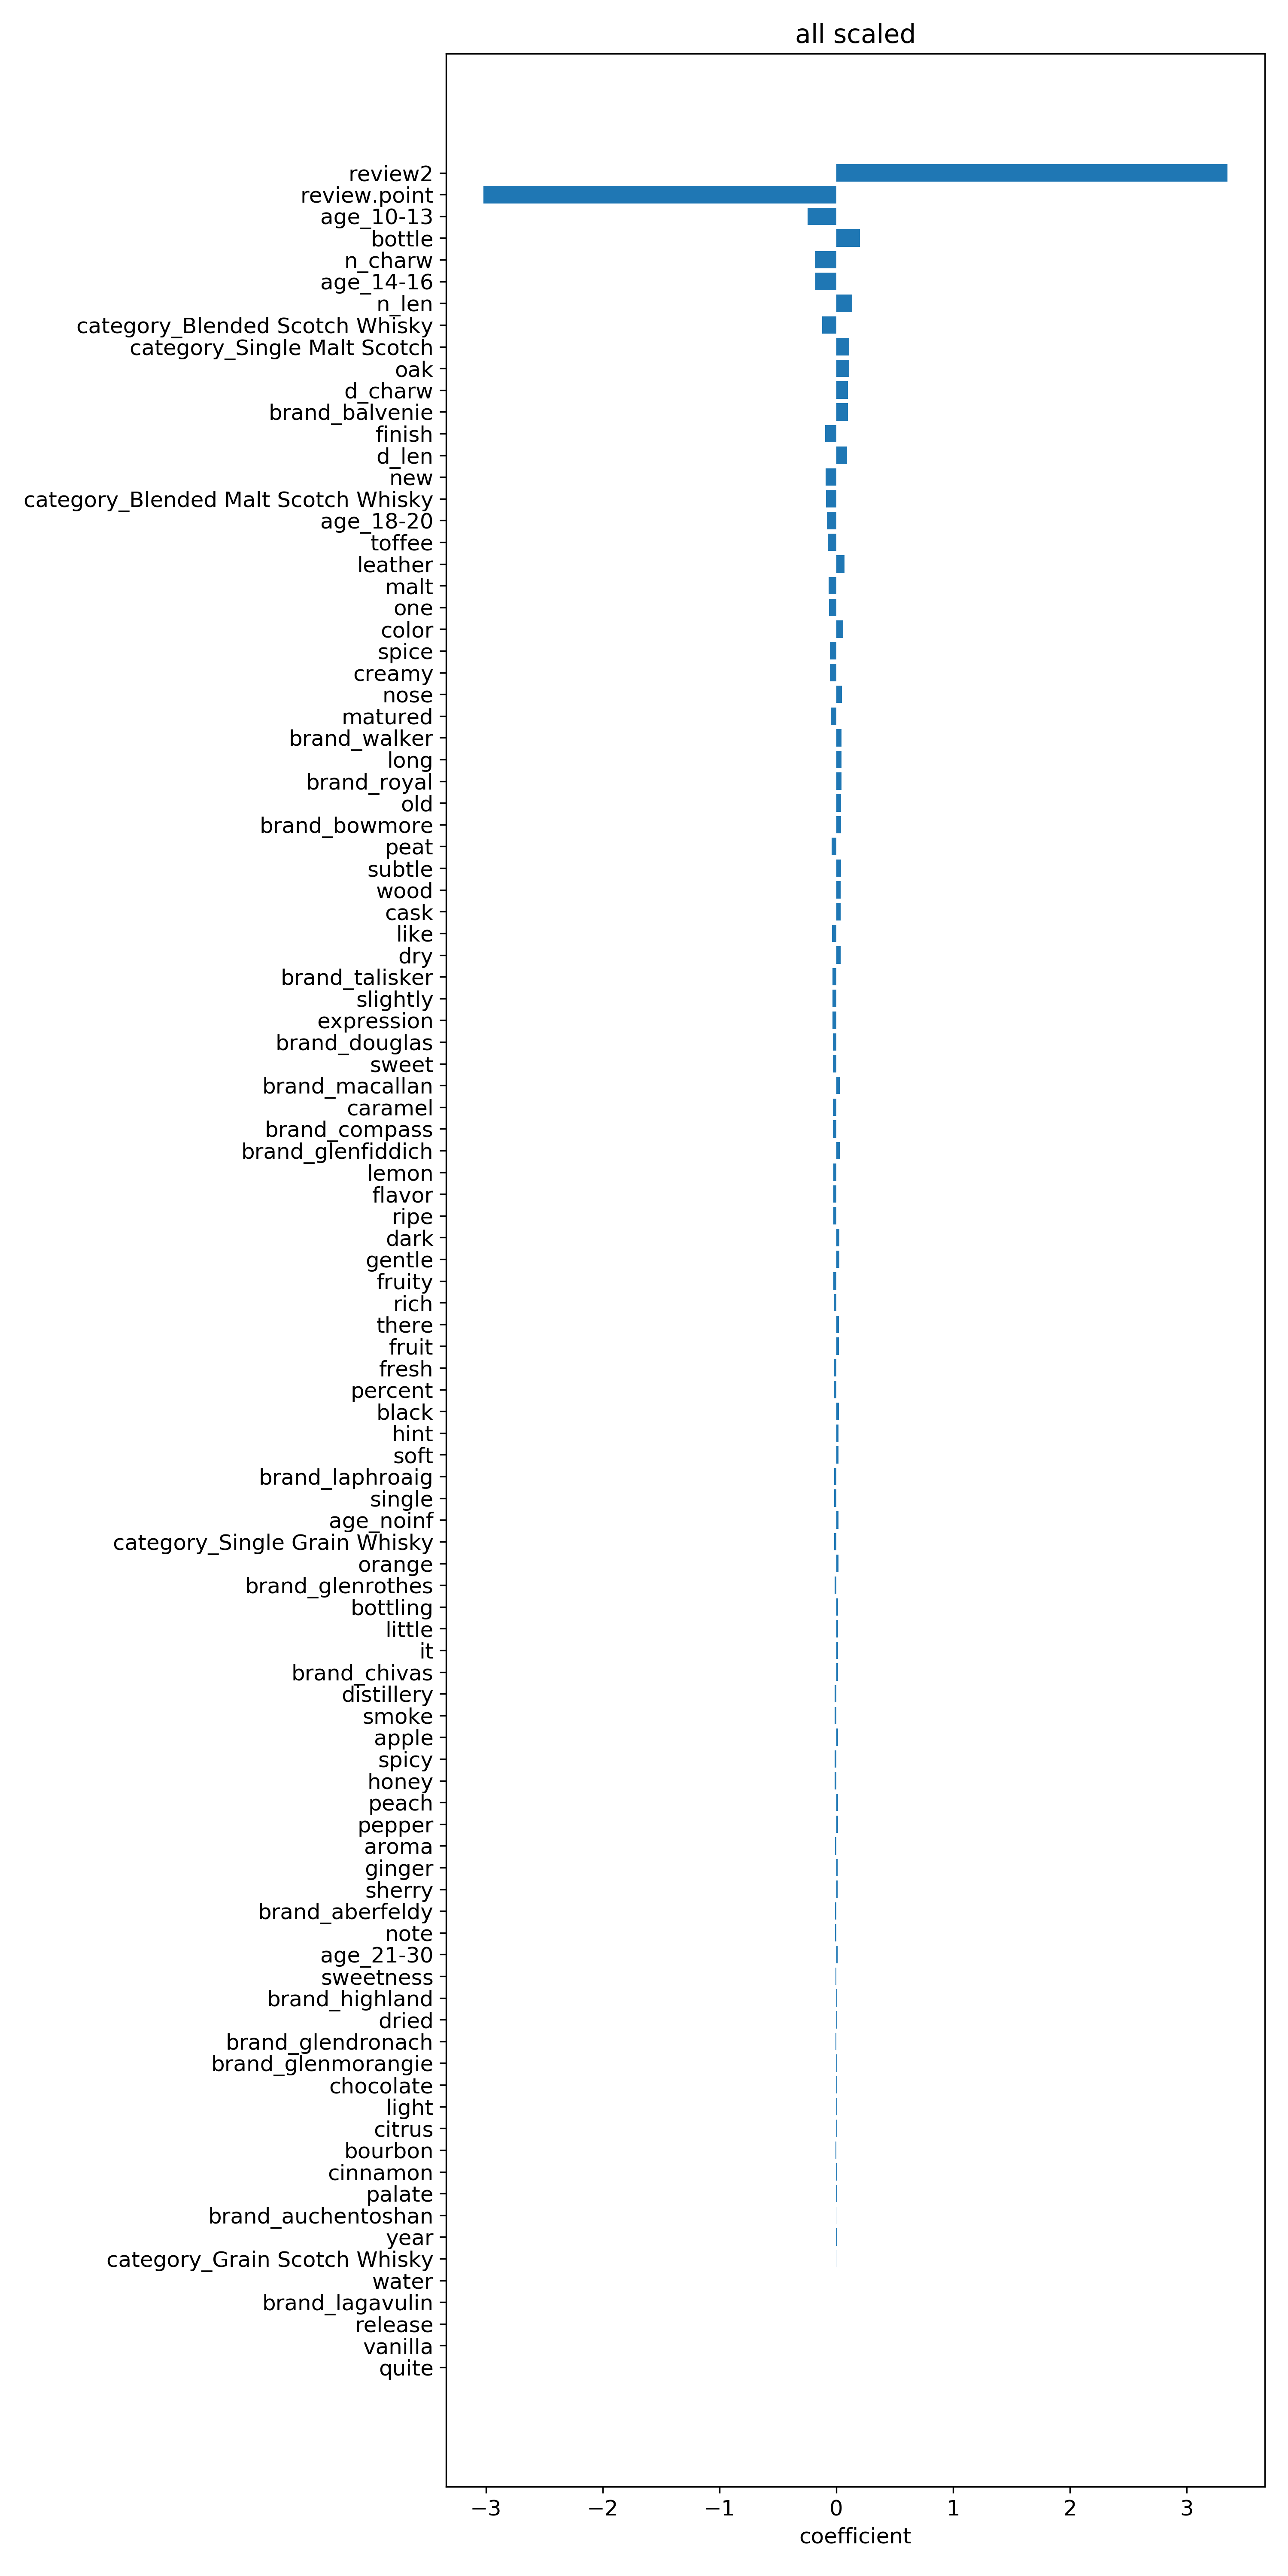 all scaled
review2
review.point
age_10-13
bottle
n_charw
age_14-16
n_len
category_Blended Scotch Whisky
category_Single Malt Scotch
oak
d_charw
brand_balvenie
finish
d_len
new
category_Blended Malt Scotch Whisky
age_18-20
toffee
leather
malt
one
color
spice
creamy
nose
matured
brand_walker
long
brand_royal
old
brand_bowmore
peat
subtle
wood
cask
like
dry
brand_talisker
slightly
expression
brand_douglas
sweet
brand_macallan
caramel
brand_compass
brand_glenfiddich
lemon
flavor
ripe
dark
gentle
fruity
rich
there
fruit
fresh
percent
black
hint
soft
brand_laphroaig
single
age_noinf
category_Single Grain Whisky
orange
brand_glenrothes
bottling
little
it
brand_chivas
distillery
smoke
apple
spicy
honey
peach
pepper
aroma
ginger
sherry
brand_aberfeldy
note
age_21-30
sweetness
brand_highland
dried
brand_glendronach
brand_glenmorangie
chocolate
light
citrus
bourbon
cinnamon
palate
brand_auchentoshan
year
category_Grain Scotch Whisky
water
brand_lagavulin
release
vanilla
quite
−3 −2 −1 0 1 2 3
coefficient